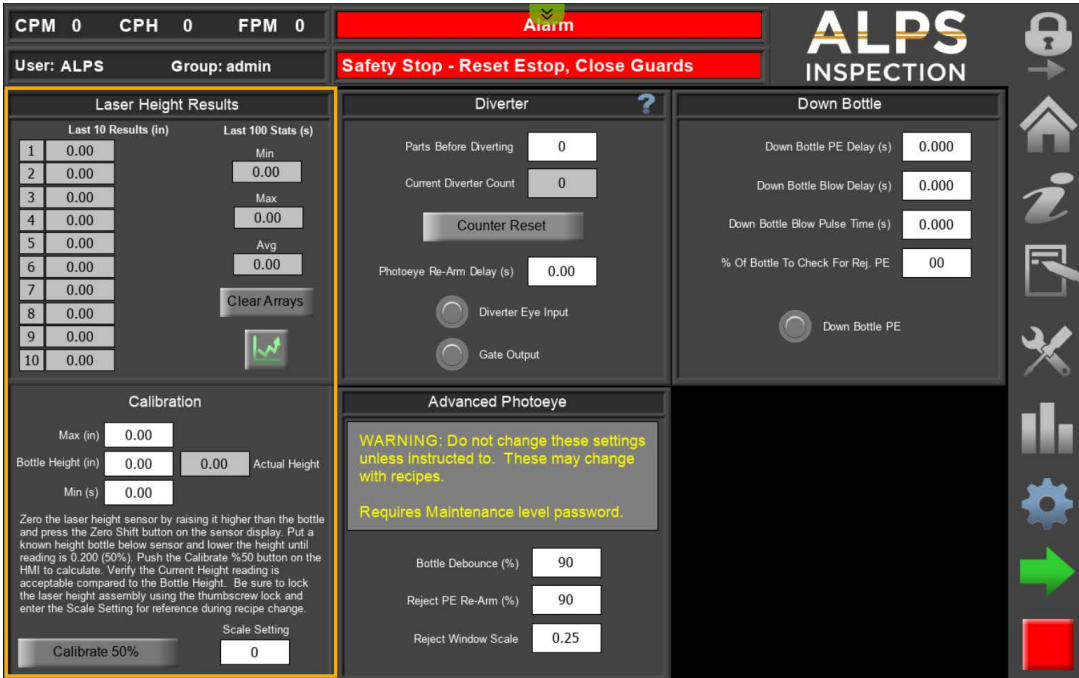 CPM 0 CPH 0 FPM 0
Alarm
ALPS
INSPECTION
User: ALPS Group: admin
Safety Stop - Reset Estop, Close Guards
Laser Height Results
Last 10 Results (in) Last 100 Stats (s)
1 0.00
2 0.00
3 0.00
4 0.00
5 0.00
6 0.00
7 0.00
8 0.00
9 0.00
10 0.00
Min
0.00
Max
0.00
Avg
0.00
Clear Arrays
Calibration
Max (in) 0.00
Bottle Height (in) 0.00 0.00 Actual Height
Min (s) 0.00
Zero the laser height sensor by raising it higher than the bottle
and press the Zero Shift button on the sensor display. Put a
known height bottle below sensor and lower the height until
reading is 0.200 (50%). Push the Calibrate %50 button on the
HMI to calculate. Verify the Current Height reading is
acceptable compared to the Bottle Height. Be sure to lock
the laser height assembly using the thumbscrew lock and
enter the Scale Setting for reference during recipe change.
Scale Setting
Calibrate 50% 0
Diverter ?
Parts Before Diverting 0
Current Diverter Count 0
Counter Reset
Photoeye Re-Arm Delay (s) 0.00
Diverter Eye Input
Gate Output
Advanced Photoeye
WARNING: Do not change these settings
unless instructed to. These may change
with recipes.
Requires Maintenance level password.
Bottle Debounce (%) 90
Reject PE Re-Arm (%) 90
Reject Window Scale 0.25
Down Bottle
Down Bottle PE Delay (s) 0.000
Down Bottle Blow Delay (s) 0.000
Down Bottle Blow Pulse Time (s) 0.000
% Of Bottle To Check For Rej. PE 00
Down Bottle PE
?